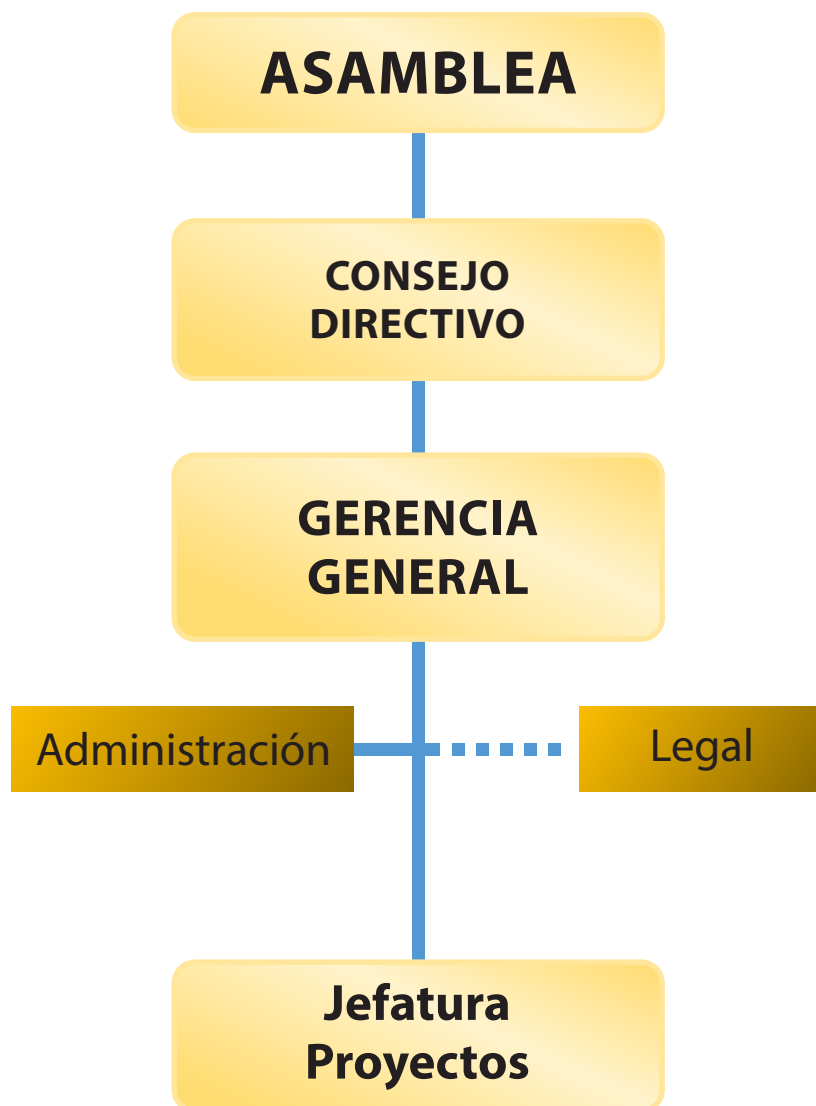 ASAMBLEA
CONSEJO
DIRECTIVO
GERENCIA
GENERAL
Administración
Legal
Jefatura
Proyectos